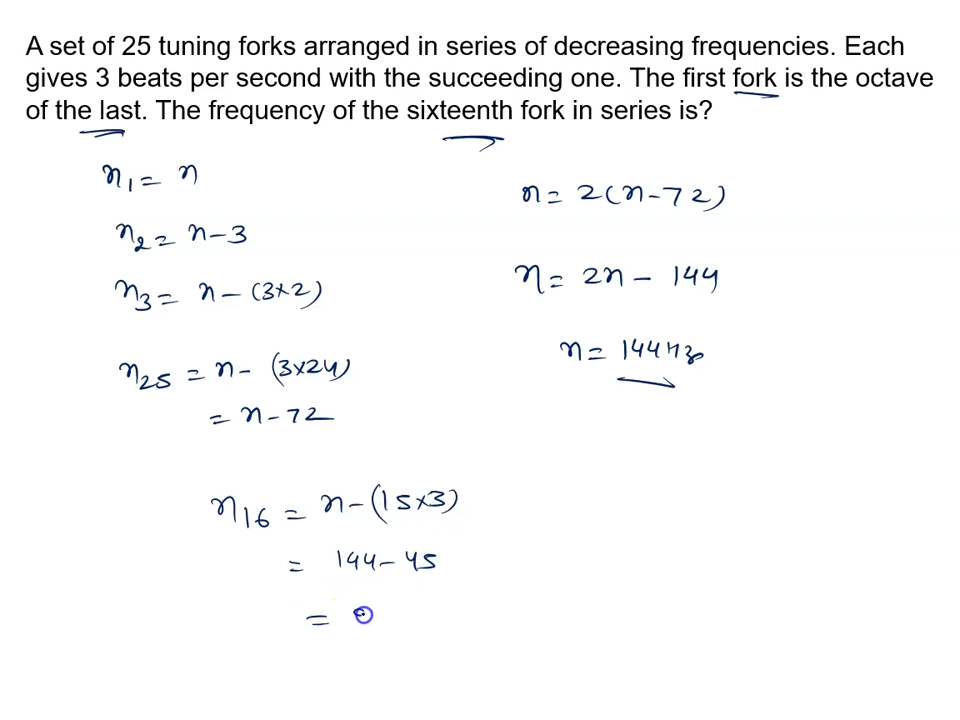 A set of 25 tuning forks arranged in series of decreasing frequencies. Each
gives 3 beats per second with the succeeding one. The first fork is the octave
of the last. The frequency of the sixteenth fork in series is?
n₁ = n
n₂ = n - 3
n₃ = n - (3×2)
n₂₅ = n - (3×24)
= n - 72
n = 2(n - 72)
n = 2n - 144
n = 144 Hz
n₁₆ = n - (15×3)
= 144 - 45
=